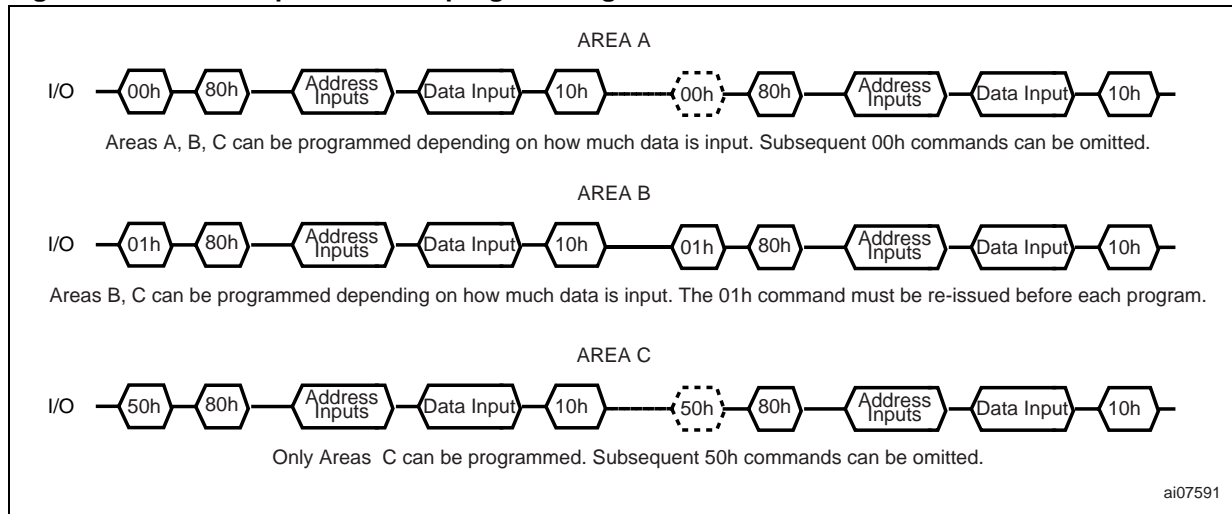 AREA A
I/O 00h 80h Address Inputs Data Input 10h 00h 80h Address Inputs Data Input 10h
Areas A, B, C can be programmed depending on how much data is input. Subsequent 00h commands can be omitted.
AREA B
I/O 01h 80h Address Inputs Data Input 10h 01h 80h Address Inputs Data Input 10h
Areas B, C can be programmed depending on how much data is input. The 01h command must be re-issued before each program.
AREA C
I/O 50h 80h Address Inputs Data Input 10h 50h 80h Address Inputs Data Input 10h
Only Areas C can be programmed. Subsequent 50h commands can be omitted.
ai07591